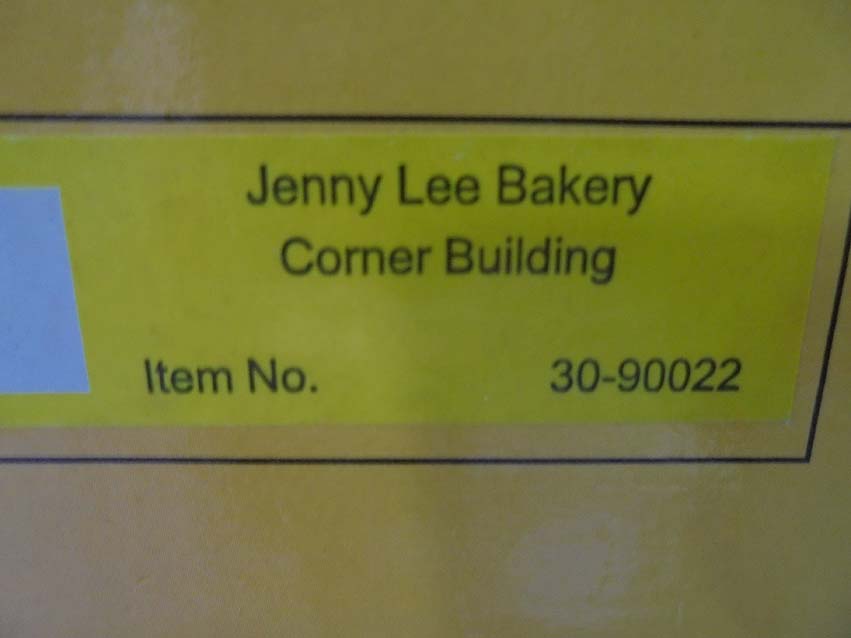 Jenny Lee Bakery
Corner Building
Item No. 30-90022